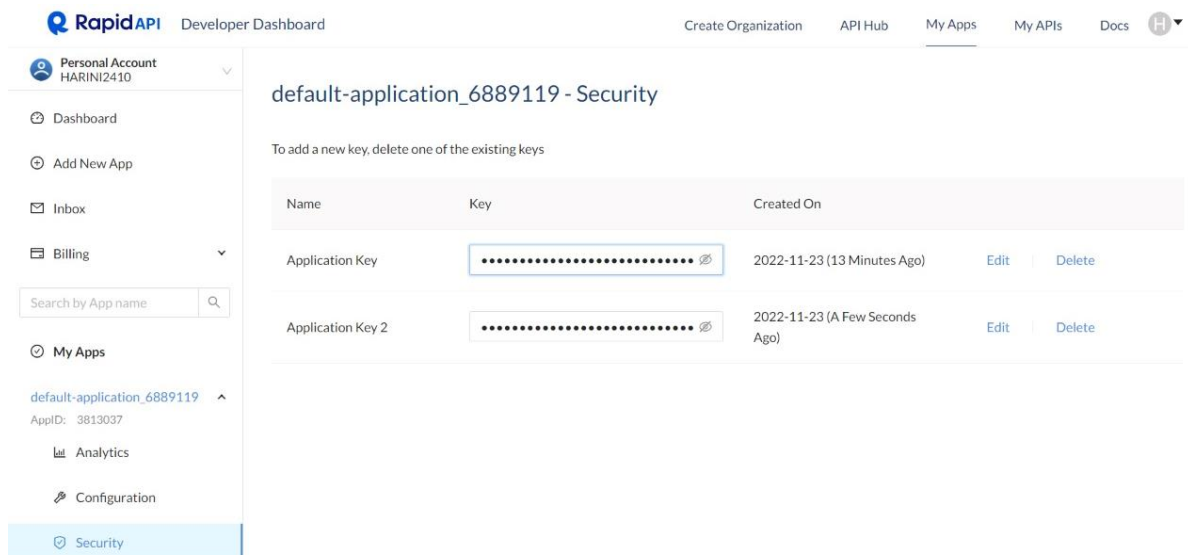 RapidAPI Developer Dashboard
Create Organization API Hub My Apps My APIs Docs H
Personal Account
HARINI2410
Dashboard
Add New App
Inbox
Billing
Search by App name
My Apps
default-application_6889119
AppID: 3813037
Analytics
Configuration
Security
default-application_6889119 - Security
To add a new key, delete one of the existing keys
Name Key Created On
Application Key •••••••••••••••••••••••••••• 2022-11-23 (13 Minutes Ago) Edit Delete
Application Key 2 •••••••••••••••••••••••••••• 2022-11-23 (A Few Seconds
Ago) Edit Delete